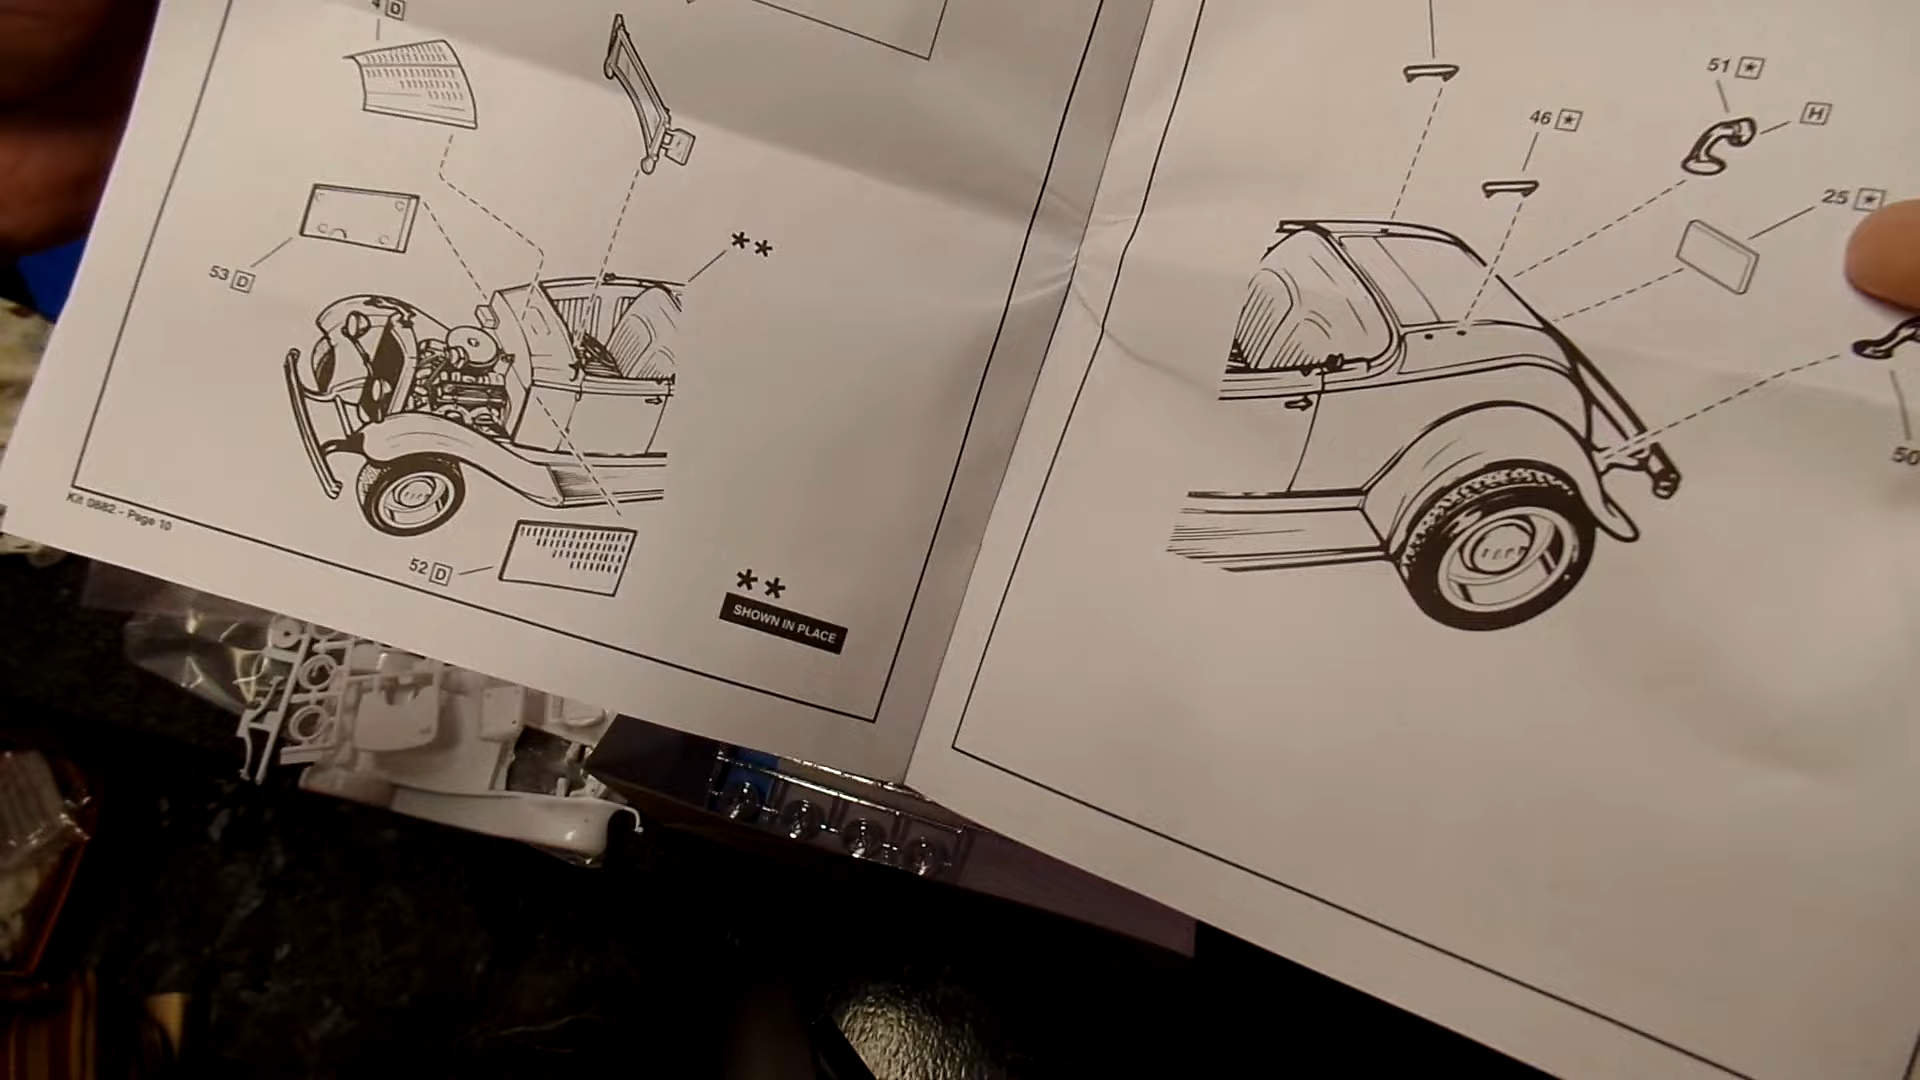 4 D
53 D
**
52 D
**
SHOWN IN PLACE
Kit 0882 - Page 10
51 ★
H
46 ★
25 ★
50